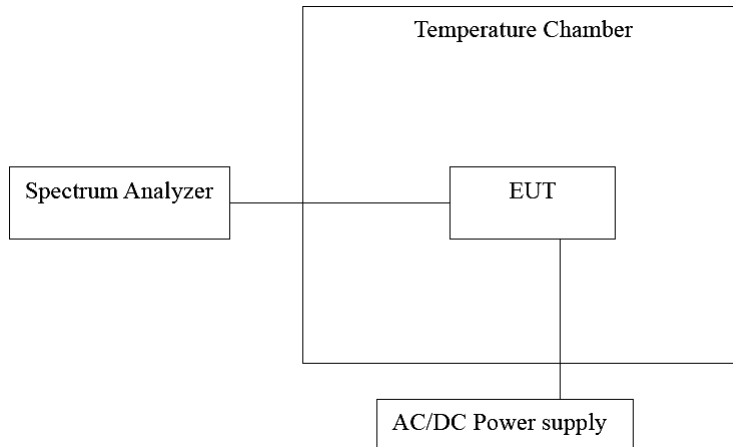 Temperature Chamber
Spectrum Analyzer
EUT
AC/DC Power supply